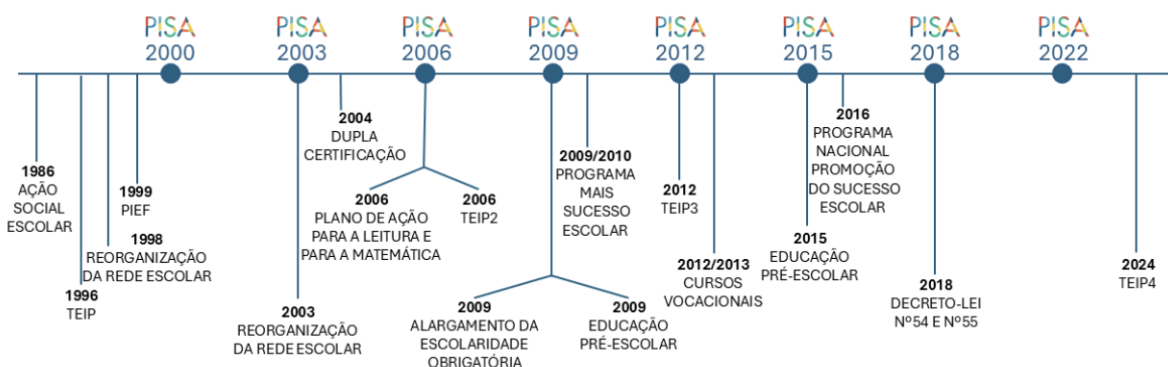 PISA
2000
PISA
2003
PISA
2006
PISA
2009
PISA
2012
PISA
2015
PISA
2018
PISA
2022
1986
AÇÃO
SOCIAL
ESCOLAR
1996
TEIP
1998
REORGANIZAÇÃO
DA REDE ESCOLAR
1999
PIEF
2003
REORGANIZAÇÃO
DA REDE ESCOLAR
2004
DUPLA
CERTIFICAÇÃO
2006
PLANO DE AÇÃO
PARA A LEITURA E
PARA A MATEMÁTICA
2006
TEIP2
2009
ALARGAMENTO DA
ESCOLARIDADE
OBRIGATÓRIA
2009
EDUCAÇÃO
PRÉ-ESCOLAR
2009/2010
PROGRAMA
MAIS
SUCESSO
ESCOLAR
2012
TEIP3
2012/2013
CURSOS
VOCACIONAIS
2015
EDUCAÇÃO
PRÉ-ESCOLAR
2016
PROGRAMA
NACIONAL
PROMOÇÃO
DO SUCESSO
ESCOLAR
2018
DECRETO-LEI
Nº54 E Nº55
2024
TEIP4